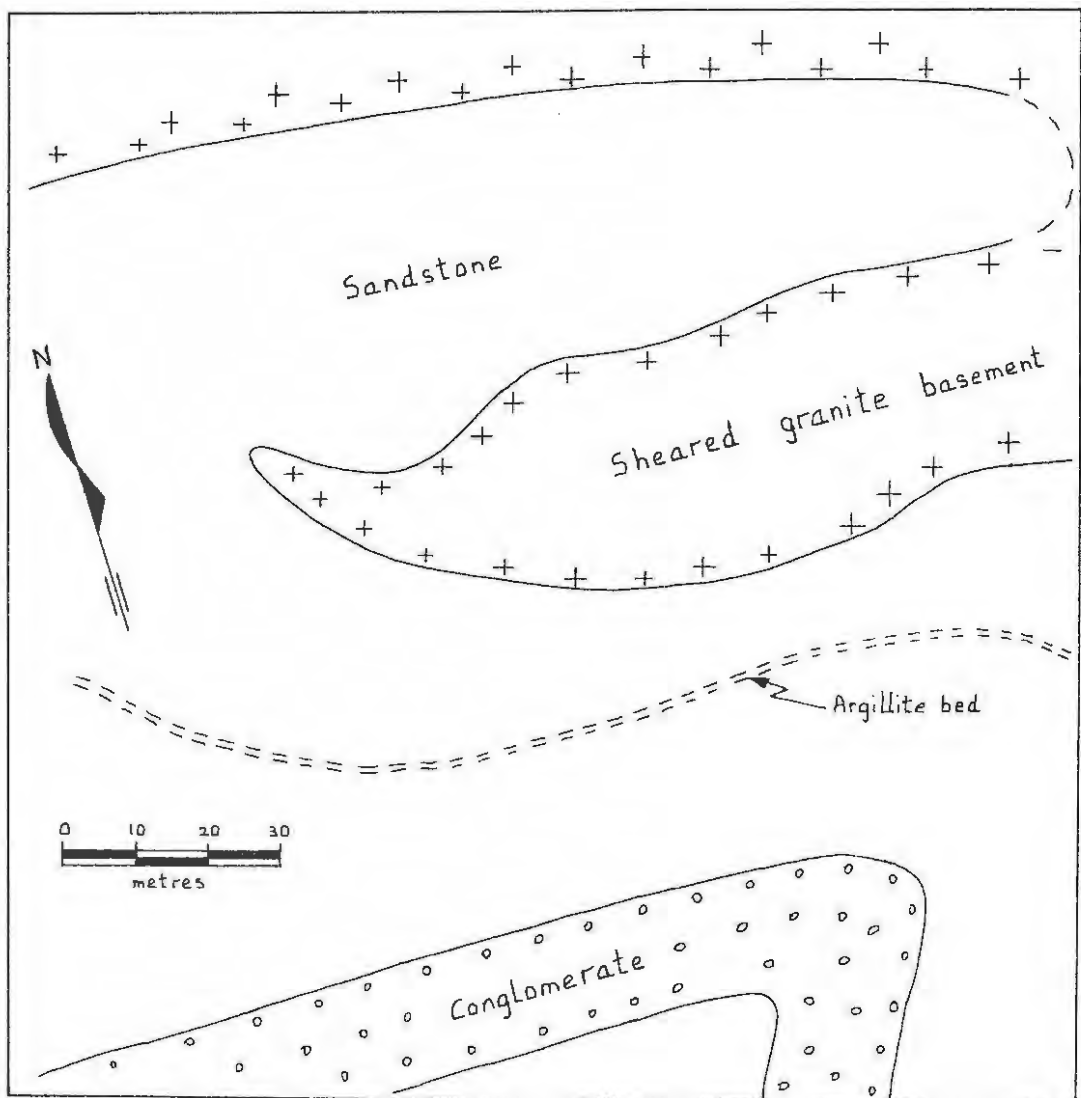 Sandstone
N
Sheared granite basement
Argillite bed
0 10 20 30
metres
Conglomerate